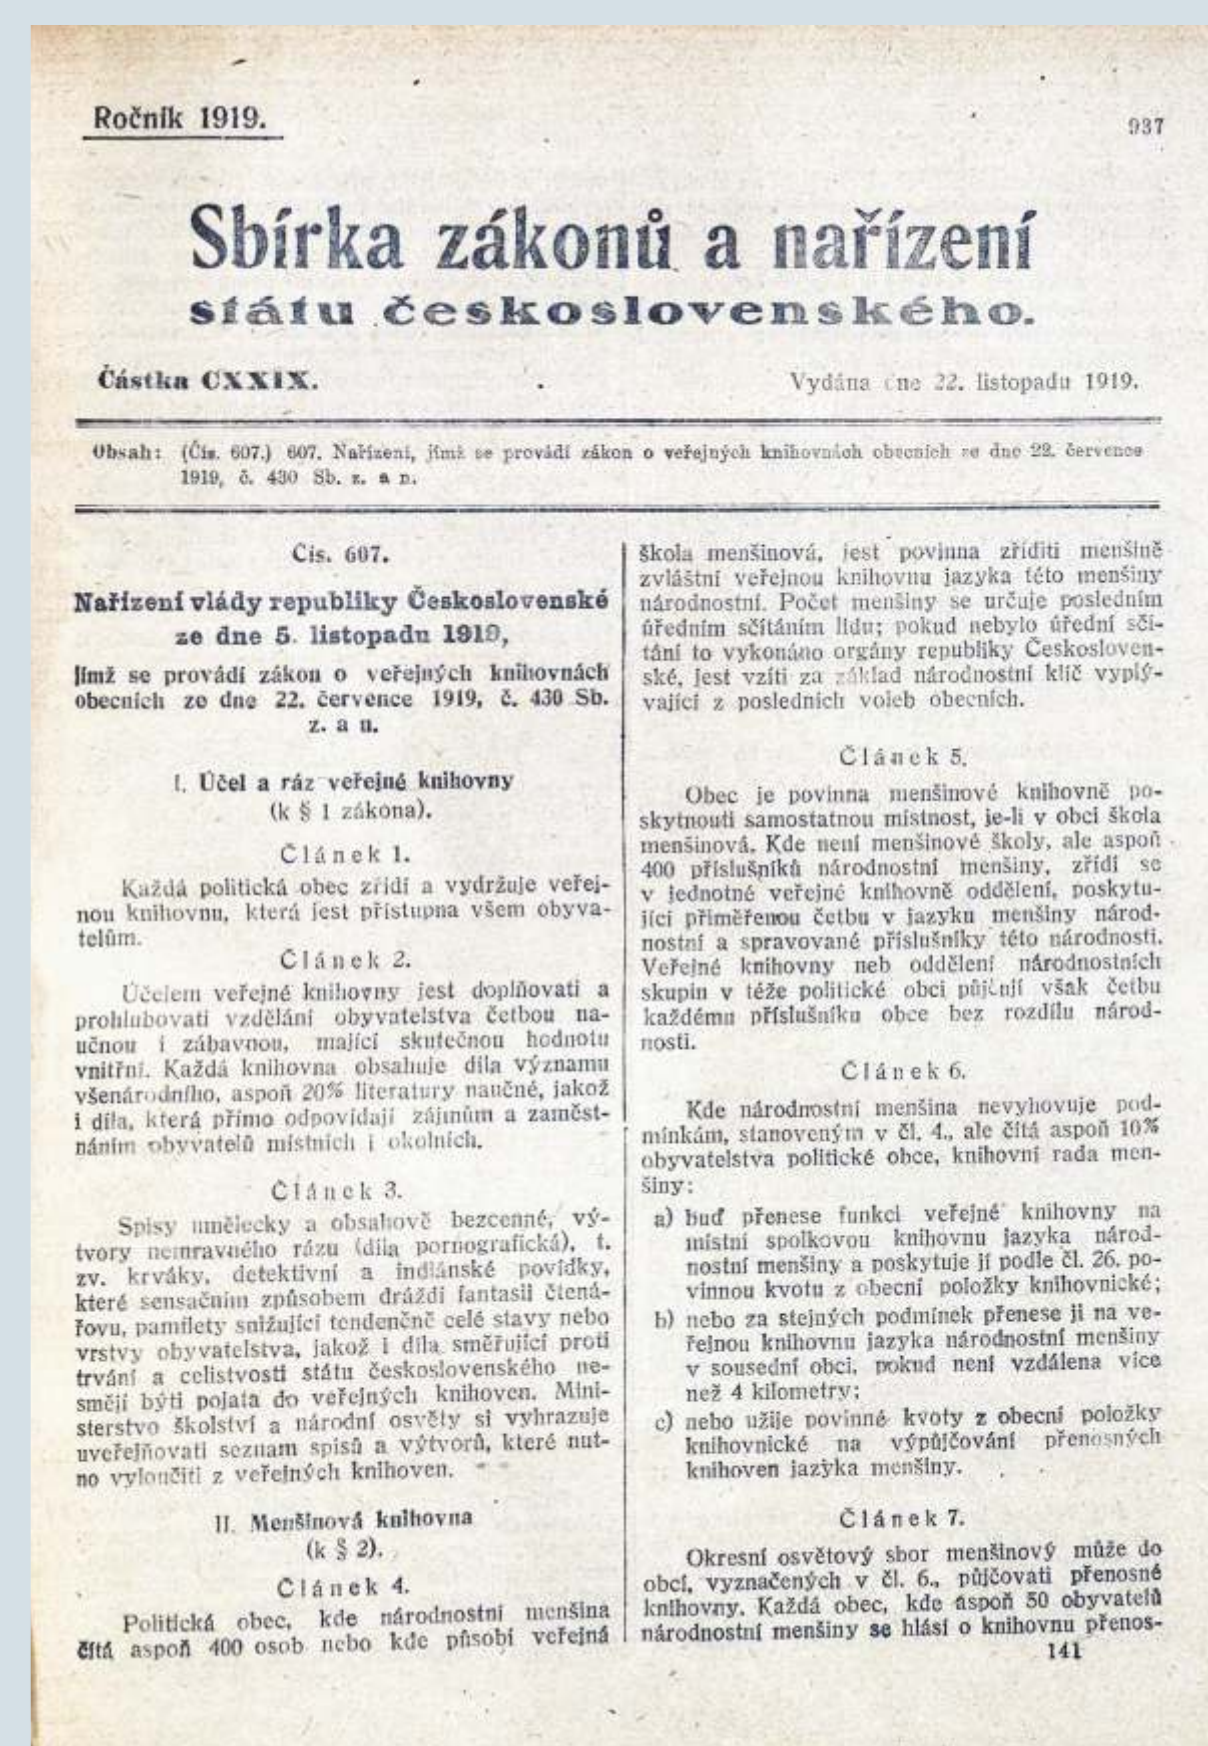 Ročník 1919.
937
Sbírka zákonů a nařízení
státu československého.
Částka CXXIX.
Vydána dne 22. listopadu 1919.
Obsah: (Čís. 607.) 607. Nařízení, jímž se provádí zákon o veřejných knihovnách obecních ze dne 22. července
1919, č. 430 Sb. z. a n.
Čís. 607.
Nařízení vlády republiky Československé
ze dne 5. listopadu 1919,
jímž se provádí zákon o veřejných knihovnách
obecních ze dne 22. července 1919, č. 430 Sb.
z. a n.
I. Účel a ráz veřejné knihovny
(k § 1 zákona).
Článek 1.
Každá politická obec zřídí a vydržuje veřej-
nou knihovnu, která jest přístupna všem obyva-
telům.
Článek 2.
Účelem veřejné knihovny jest doplňovati a
prohlubovati vzdělání obyvatelstva četbou na-
učnou i zábavnou, mající skutečnou hodnotu
vnitřní. Každá knihovna obsahuje díla významu
všenárodního, aspoň 20% literatury naučné, jakož
i díla, která přímo odpovídají zájmům a zaměst-
náním obyvatelů místních i okolních.
Článek 3.
Spisy umělecky a obsahově bezcenné, vý-
tvory nemravného rázu (díla pornografická), t.
zv. krváky, detektivní a indiánské povídky,
které sensačním způsobem dráždí fantasii čtená-
řovu, pamflety snižující tendenčně celé stavy nebo
vrstvy obyvatelstva, jakož i díla směřující proti
trvání a celistvosti státu československého ne-
smějí býti pojata do veřejných knihoven. Mini-
sterstvo školství a národní osvěty si vyhrazuje
uveřejňovati seznam spisů a výtvorů, které nut-
no vyloučiti z veřejných knihoven.
II. Menšinová knihovna
(k § 2).
Článek 4.
Politická obec, kde národnostní menšina
čítá aspoň 400 osob nebo kde působí veřejná
škola menšinová, jest povinna zříditi menšině
zvláštní veřejnou knihovnu jazyka této menšiny
národnostní. Počet menšiny se určuje posledním
úředním sčítáním lidu; pokud nebylo úřední sčí-
tání to vykonáno orgány republiky Českosloven-
ské, jest vzíti za základ národnostní klíč vyplý-
vající z posledních voleb obecních.
Článek 5.
Obec je povinna menšinové knihovně po-
skytnouti samostatnou místnost, je-li v obci škola
menšinová. Kde není menšinové školy, ale aspoň
400 příslušníků národnostní menšiny, zřídí se
v jednotné veřejné knihovně oddělení, poskytu-
jící přiměřenou četbu v jazyku menšiny národ-
nostní a spravované příslušníky této národnosti.
Veřejné knihovny neb oddělení národnostních
skupin v téže politické obci půjčují však četbu
každému příslušníku obce bez rozdílu národ-
nosti.
Článek 6.
Kde národnostní menšina nevyhovuje pod-
mínkám, stanoveným v čl. 4., ale čítá aspoň 10%
obyvatelstva politické obce, knihovní rada men-
šiny:
a) buď přenese funkci veřejné knihovny na
místní spolkovou knihovnu jazyka národ-
nostní menšiny a poskytuje jí podle čl. 26. po-
vinnou kvotu z obecní položky knihovnické;
b) nebo za stejných podmínek přenese ji na ve-
řejnou knihovnu jazyka národnostní menšiny
v sousední obci, pokud není vzdálena více
než 4 kilometry;
c) nebo užije povinné kvoty z obecní položky
knihovnické na výpůjčování přenosných
knihoven jazyka menšiny.
Článek 7.
Okresní osvětový sbor menšinový může do
obcí, vyznačených v čl. 6., půjčovati přenosné
knihovny. Každá obec, kde aspoň 50 obyvatelů
národnostní menšiny se hlásí o knihovnu přenos-
141